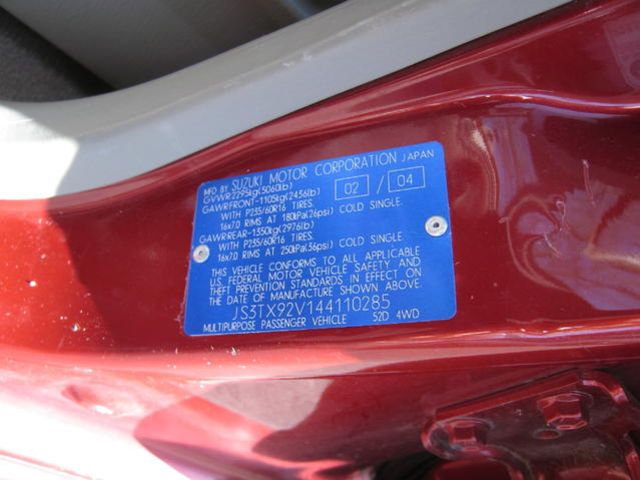 MFD BY SUZUKI MOTOR CORPORATION JAPAN
GVWR2295kg(5060lb) 02 / 04
GAWRFRONT-1105kg(2436lb)
WITH P235/60R16 TIRES.
16x7.0 RIMS AT 180kPa(26psi) COLD SINGLE.
GAWRREAR-1350kg(2976lb)
WITH P235/60R16 TIRES.
16x7.0 RIMS AT 250kPa(36psi) COLD SINGLE.
THIS VEHICLE CONFORMS TO ALL APPLICABLE
U.S. FEDERAL MOTOR VEHICLE SAFETY AND
THEFT PREVENTION STANDARDS IN EFFECT ON
THE DATE OF MANUFACTURE SHOWN ABOVE.
JS3TX92V144110285
MULTIPURPOSE PASSENGER VEHICLE 52D 4WD